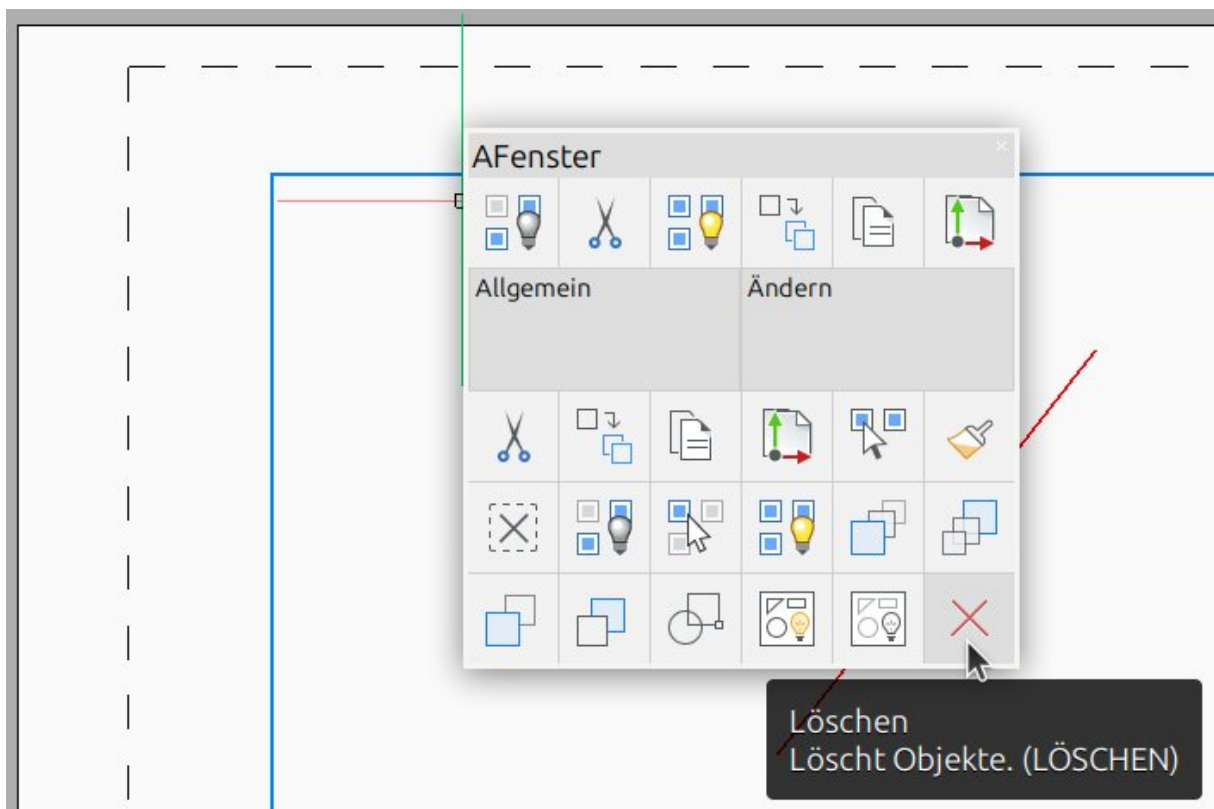 AFenster
Allgemein
Ändern
Löschen
Löscht Objekte. (LÖSCHEN)